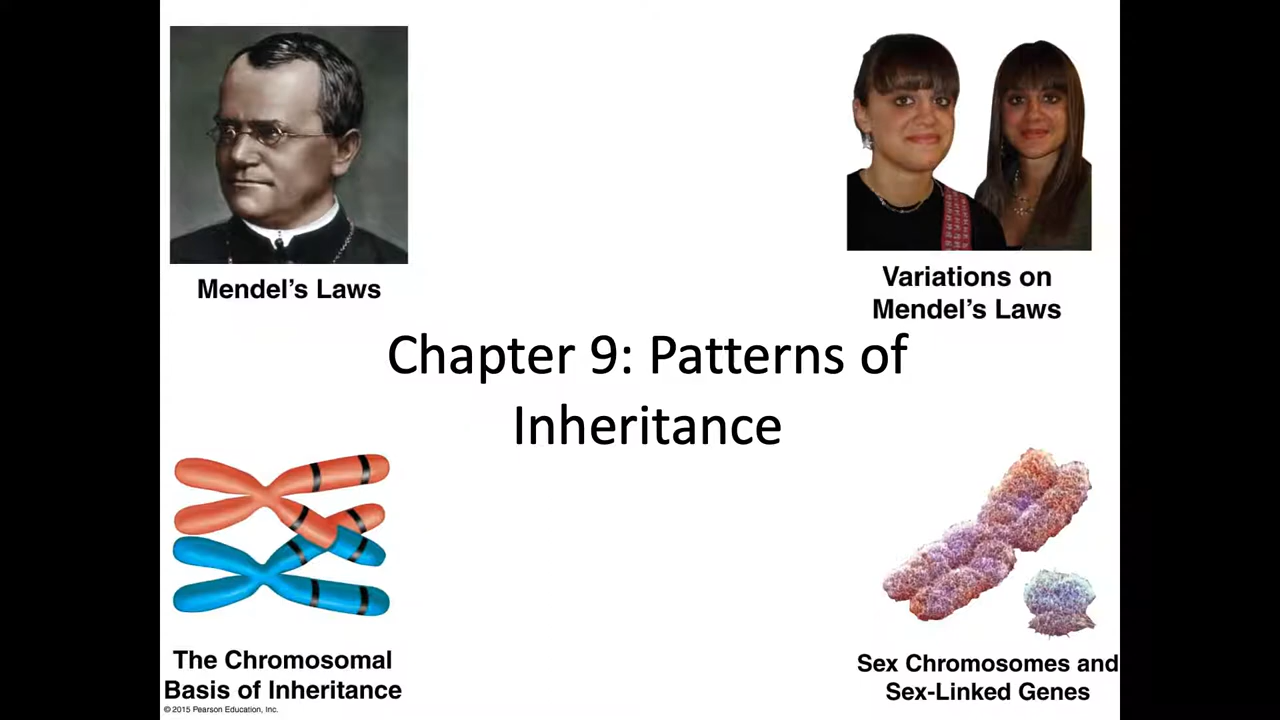 Mendel's Laws
Variations on
Mendel's Laws
Chapter 9: Patterns of
Inheritance
The Chromosomal
Basis of Inheritance
© 2015 Pearson Education, Inc.
Sex Chromosomes and
Sex-Linked Genes